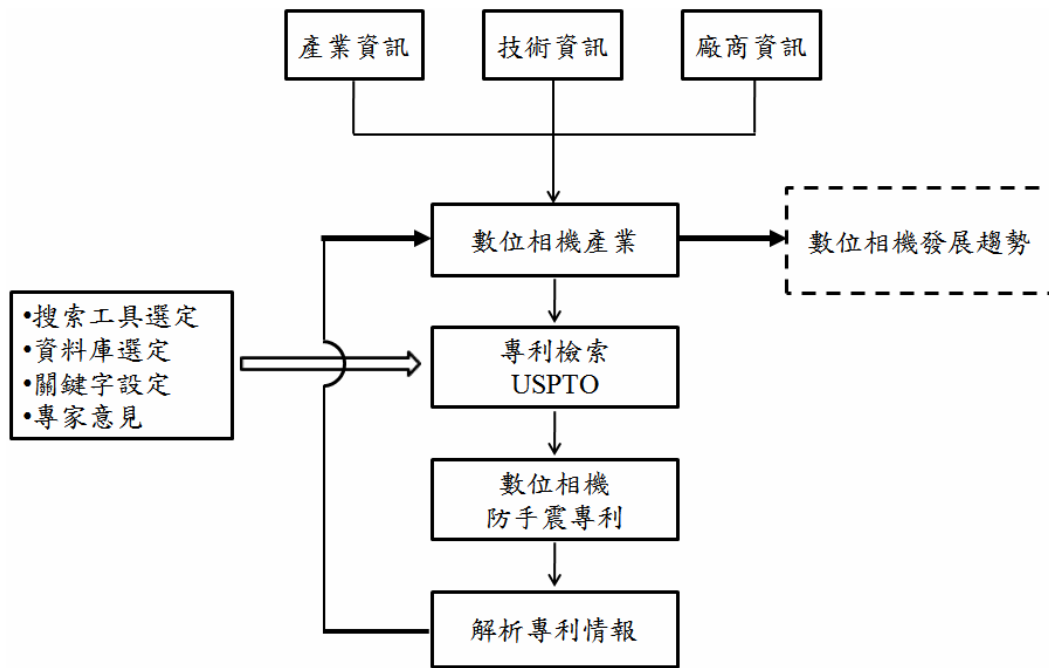 產業資訊
技術資訊
廠商資訊
數位相機產業
數位相機發展趨勢
•搜索工具選定
•資料庫選定
•關鍵字設定
•專家意見
專利檢索
USPTO
數位相機
防手震專利
解析專利情報